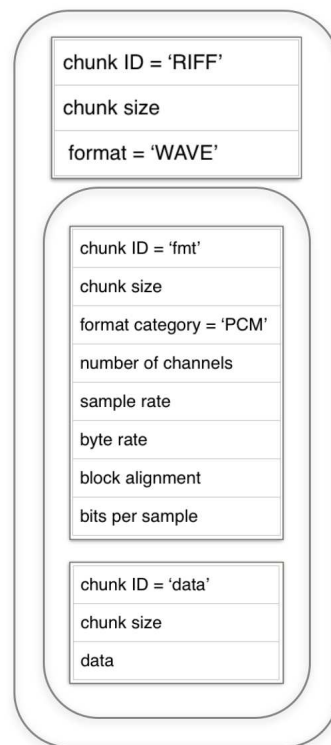 chunk ID = ‘RIFF’
chunk size
format = ‘WAVE’
chunk ID = ‘fmt’
chunk size
format category = ‘PCM’
number of channels
sample rate
byte rate
block alignment
bits per sample
chunk ID = ‘data’
chunk size
data